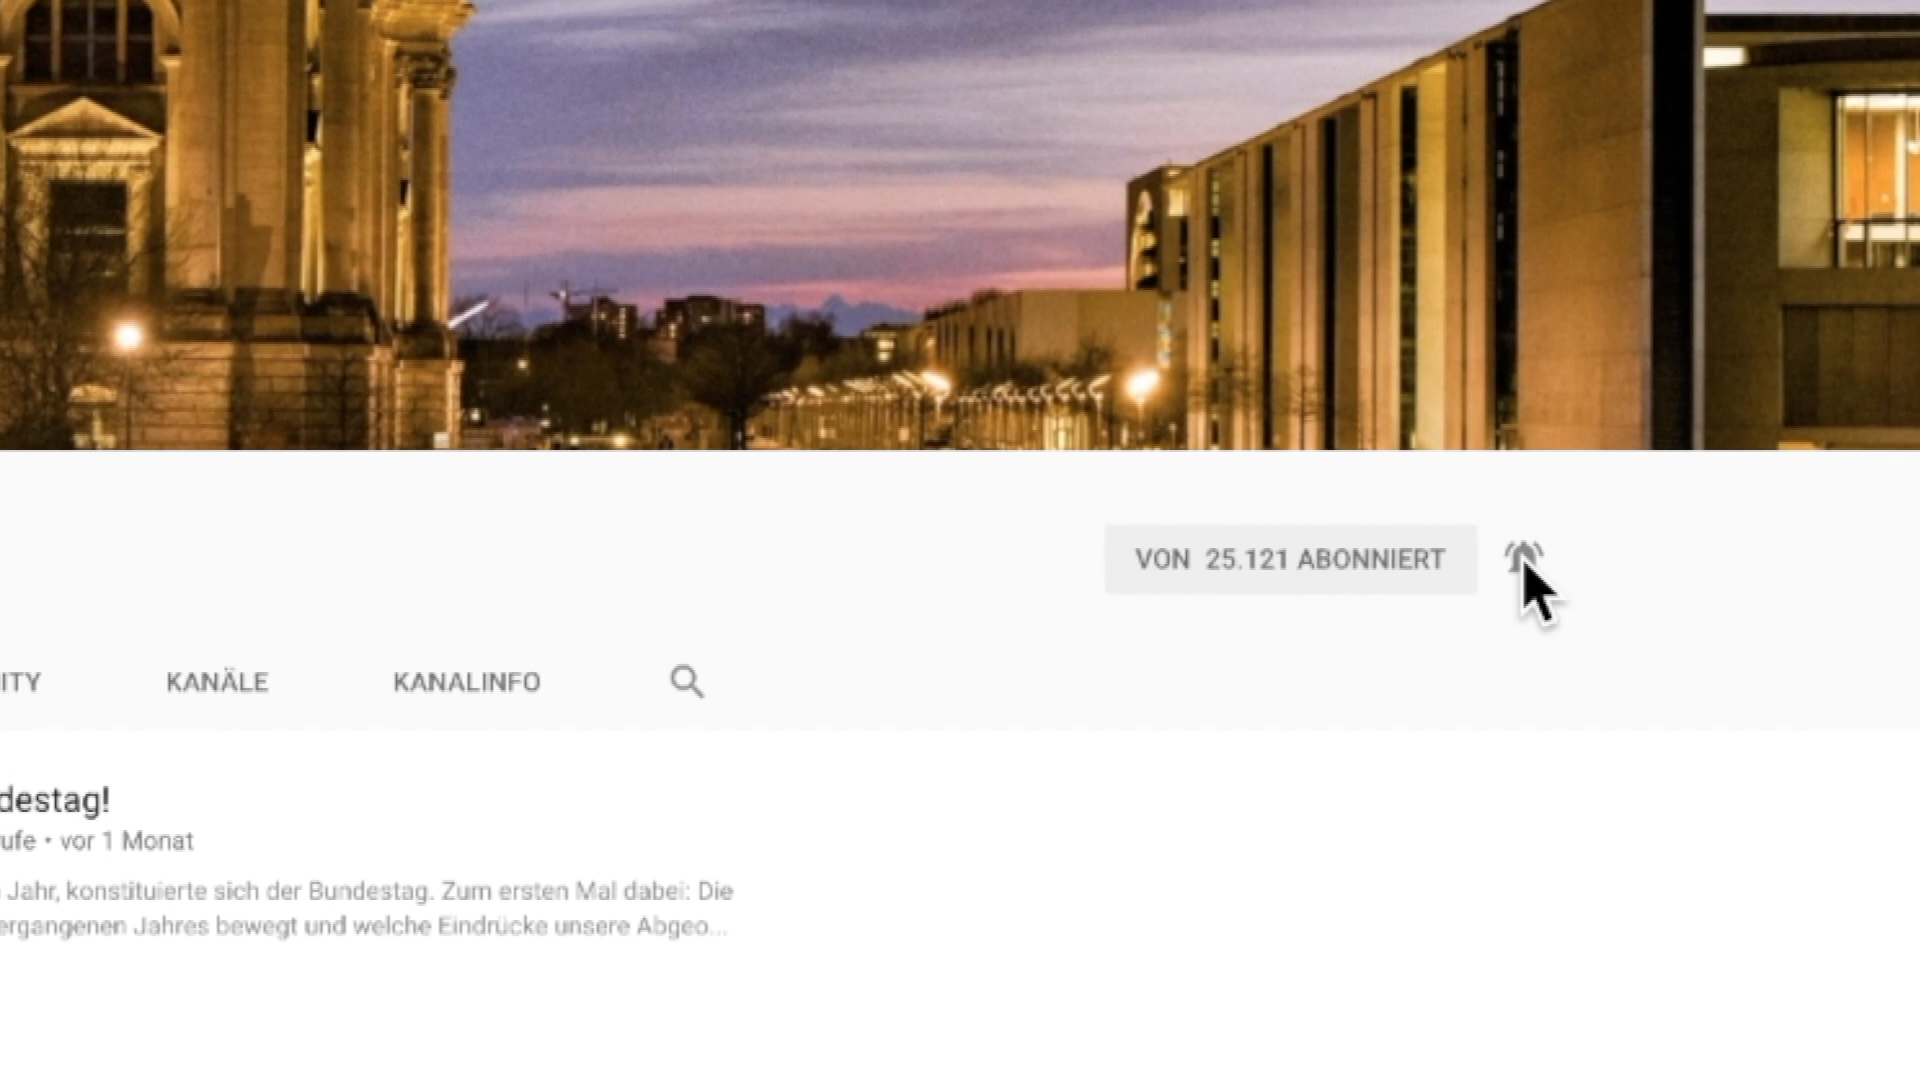 VON 25.121 ABONNIERT
ITY KANÄLE KANALINFO
destag!
ufe • vor 1 Monat
Jahr, konstituierte sich der Bundestag. Zum ersten Mal dabei: Die
ergangenen Jahres bewegt und welche Eindrücke unsere Abgeo...